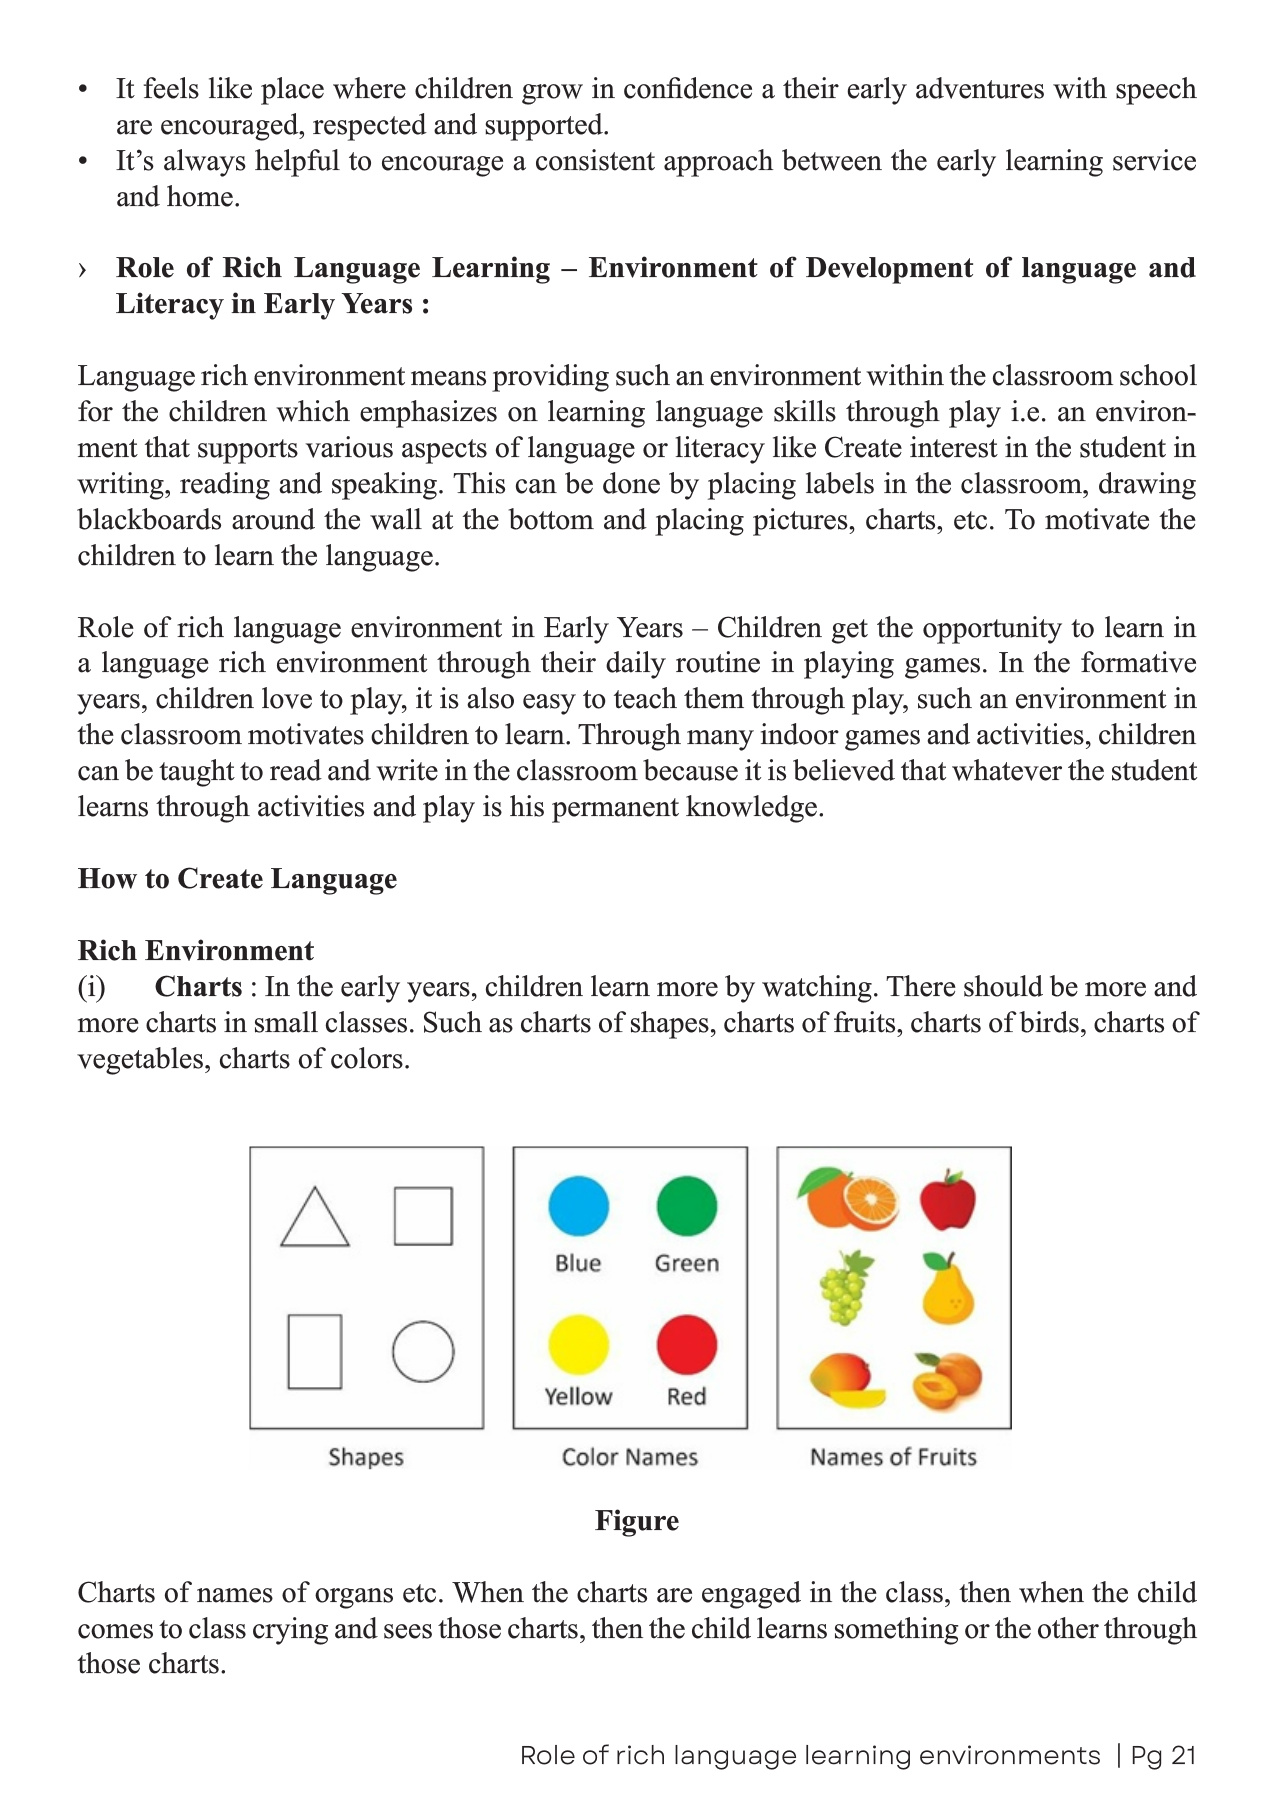 • It feels like place where children grow in confidence a their early adventures with speech
are encouraged, respected and supported.
• It’s always helpful to encourage a consistent approach between the early learning service
and home.
› Role of Rich Language Learning – Environment of Development of language and
Literacy in Early Years :
Language rich environment means providing such an environment within the classroom school
for the children which emphasizes on learning language skills through play i.e. an environ-
ment that supports various aspects of language or literacy like Create interest in the student in
writing, reading and speaking. This can be done by placing labels in the classroom, drawing
blackboards around the wall at the bottom and placing pictures, charts, etc. To motivate the
children to learn the language.
Role of rich language environment in Early Years – Children get the opportunity to learn in
a language rich environment through their daily routine in playing games. In the formative
years, children love to play, it is also easy to teach them through play, such an environment in
the classroom motivates children to learn. Through many indoor games and activities, children
can be taught to read and write in the classroom because it is believed that whatever the student
learns through activities and play is his permanent knowledge.
How to Create Language
Rich Environment
(i) Charts : In the early years, children learn more by watching. There should be more and
more charts in small classes. Such as charts of shapes, charts of fruits, charts of birds, charts of
vegetables, charts of colors.
Blue Green
Yellow Red
Shapes Color Names Names of Fruits
Figure
Charts of names of organs etc. When the charts are engaged in the class, then when the child
comes to class crying and sees those charts, then the child learns something or the other through
those charts.
Role of rich language learning environments | Pg 21